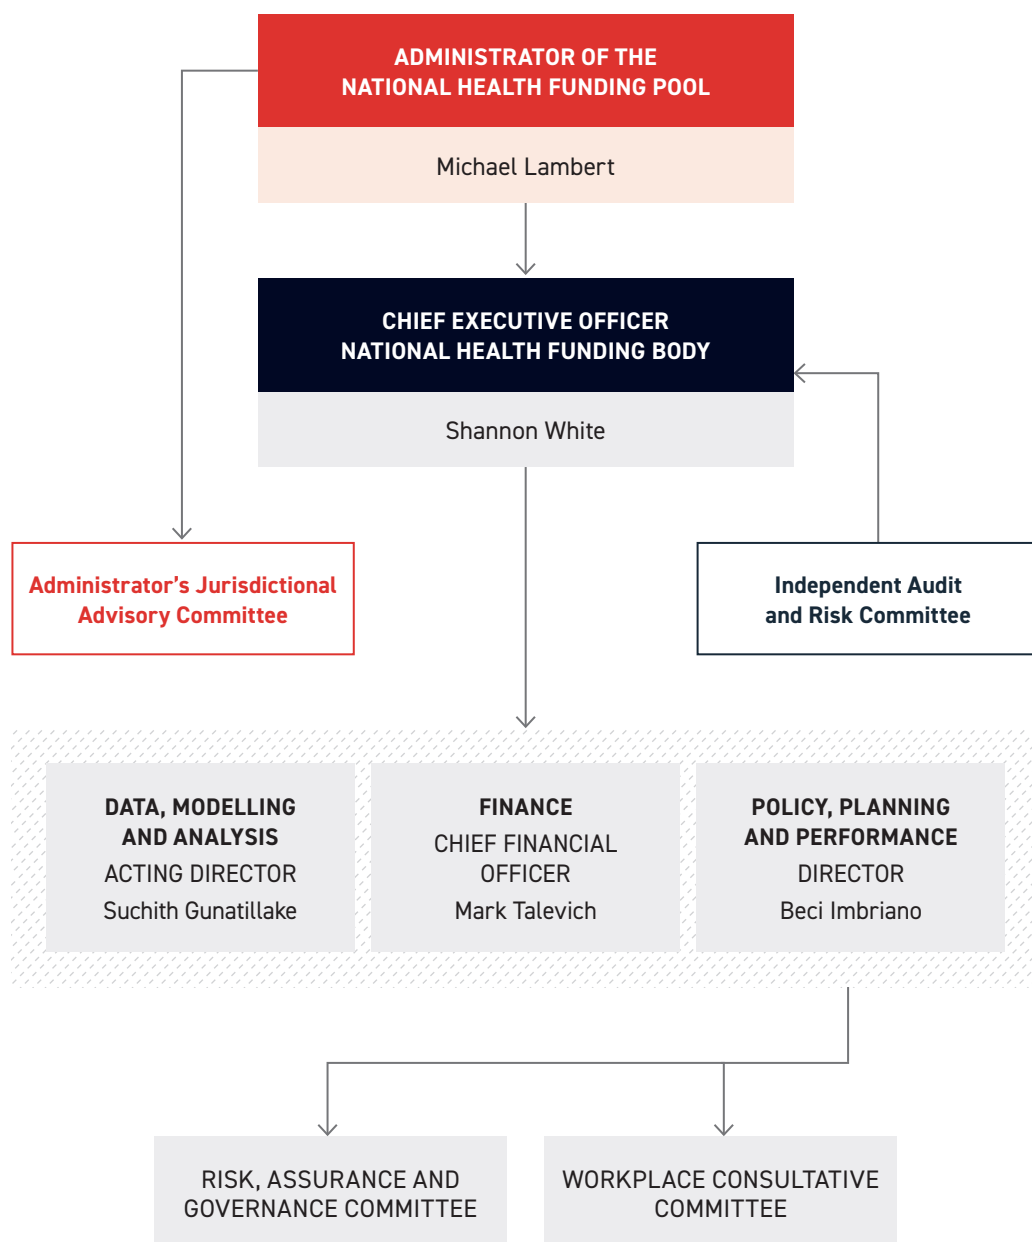 ADMINISTRATOR OF THE
NATIONAL HEALTH FUNDING POOL
Michael Lambert
CHIEF EXECUTIVE OFFICER
NATIONAL HEALTH FUNDING BODY
Shannon White
Administrator’s Jurisdictional
Advisory Committee
Independent Audit
and Risk Committee
DATA, MODELLING
AND ANALYSIS
ACTING DIRECTOR
Suchith Gunatillake
FINANCE
CHIEF FINANCIAL
OFFICER
Mark Talevich
POLICY, PLANNING
AND PERFORMANCE
DIRECTOR
Beci Imbriano
RISK, ASSURANCE AND
GOVERNANCE COMMITTEE
WORKPLACE CONSULTATIVE
COMMITTEE